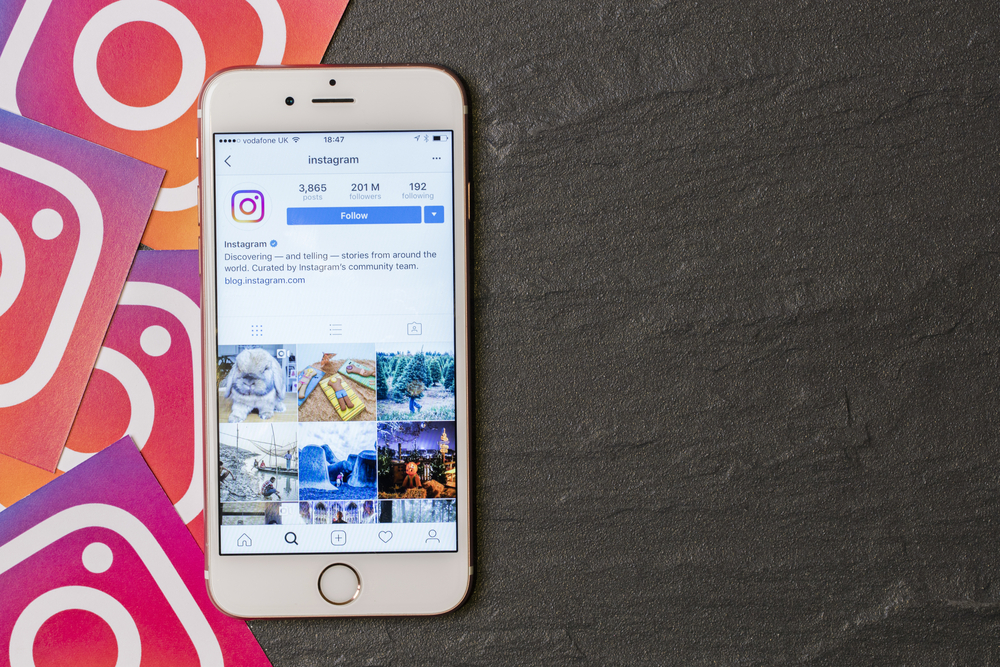 vodafone UK 18:47
instagram
3,865 201 M 192
posts followers following
Follow
Instagram
Discovering — and telling — stories from around the
world. Curated by Instagram's community team.
blog.instagram.com